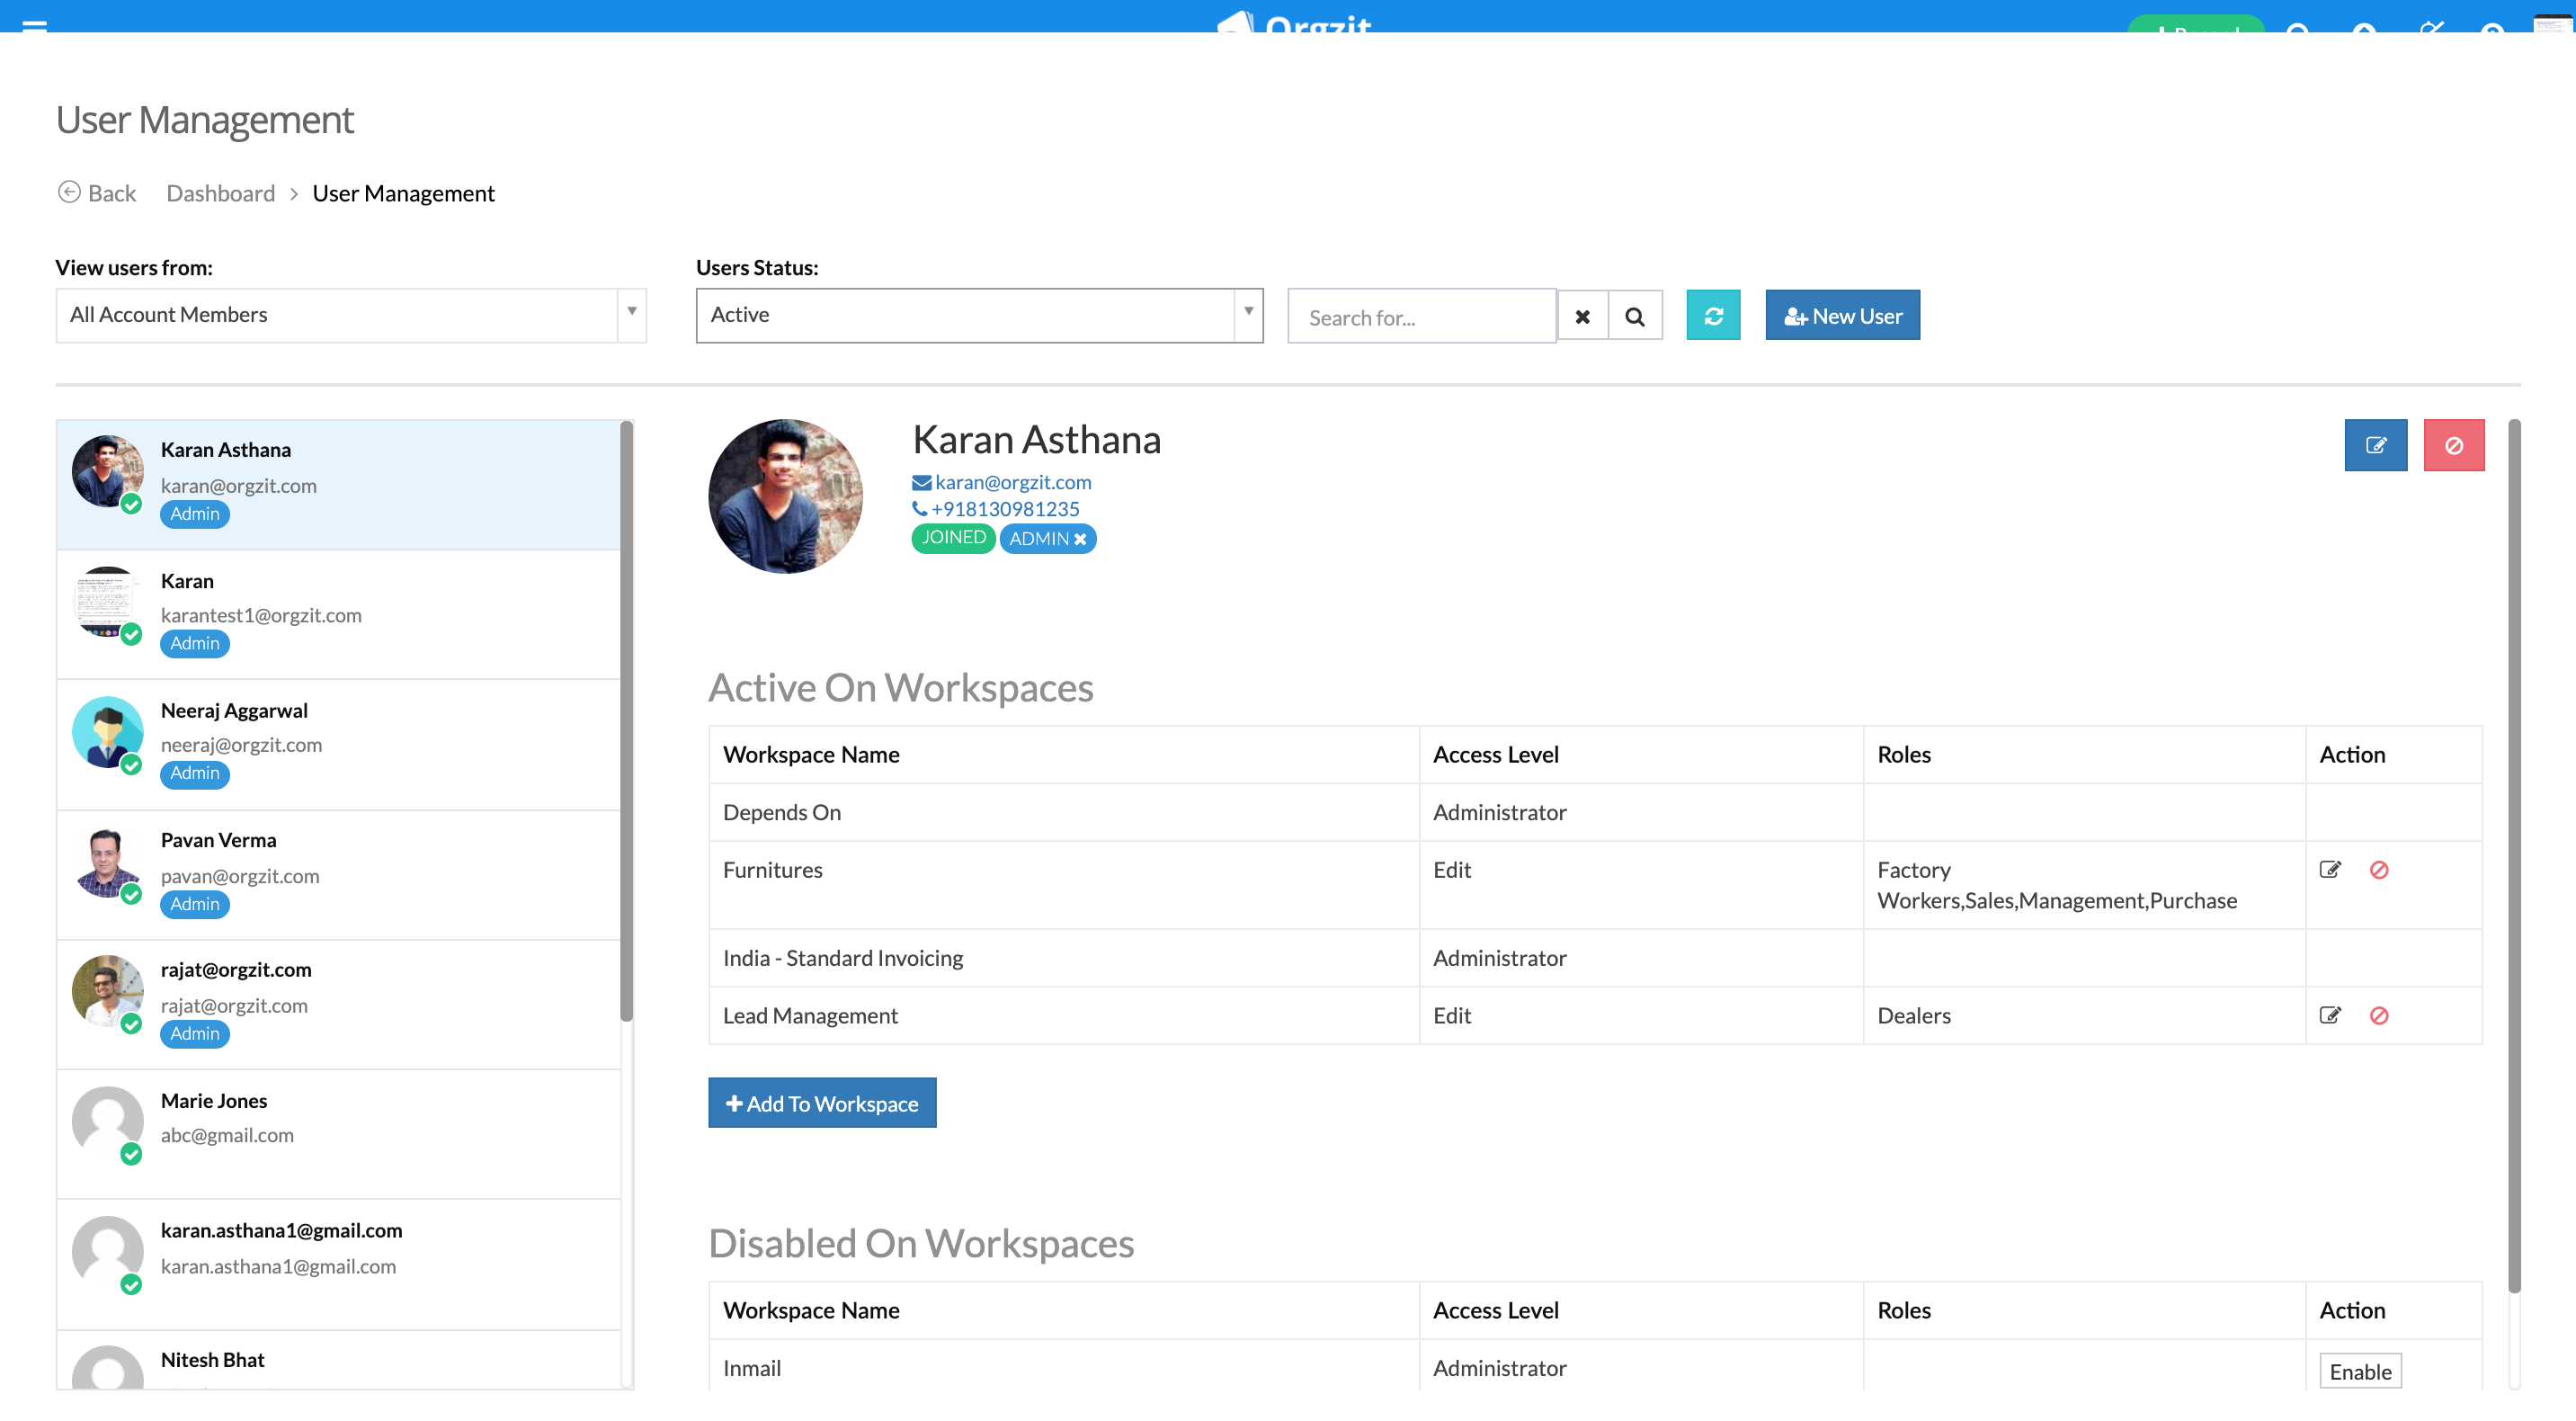 Orgzit
Record
User Management
Back Dashboard > User Management
View users from:
Users Status:
All Account Members
Active
Search for...
New User
Karan Asthana
karan@orgzit.com
Admin
Karan
karantest1@orgzit.com
Admin
Neeraj Aggarwal
neeraj@orgzit.com
Admin
Pavan Verma
pavan@orgzit.com
Admin
rajat@orgzit.com
rajat@orgzit.com
Admin
Marie Jones
abc@gmail.com
karan.asthana1@gmail.com
karan.asthana1@gmail.com
Nitesh Bhat
Karan Asthana
karan@orgzit.com
+918130981235
JOINED ADMIN
Active On Workspaces
Workspace Name Access Level Roles Action
Depends On Administrator
Furnitures Edit Factory
Workers,Sales,Management,Purchase
India - Standard Invoicing Administrator
Lead Management Edit Dealers
Add To Workspace
Disabled On Workspaces
Workspace Name Access Level Roles Action
Inmail Administrator Enable